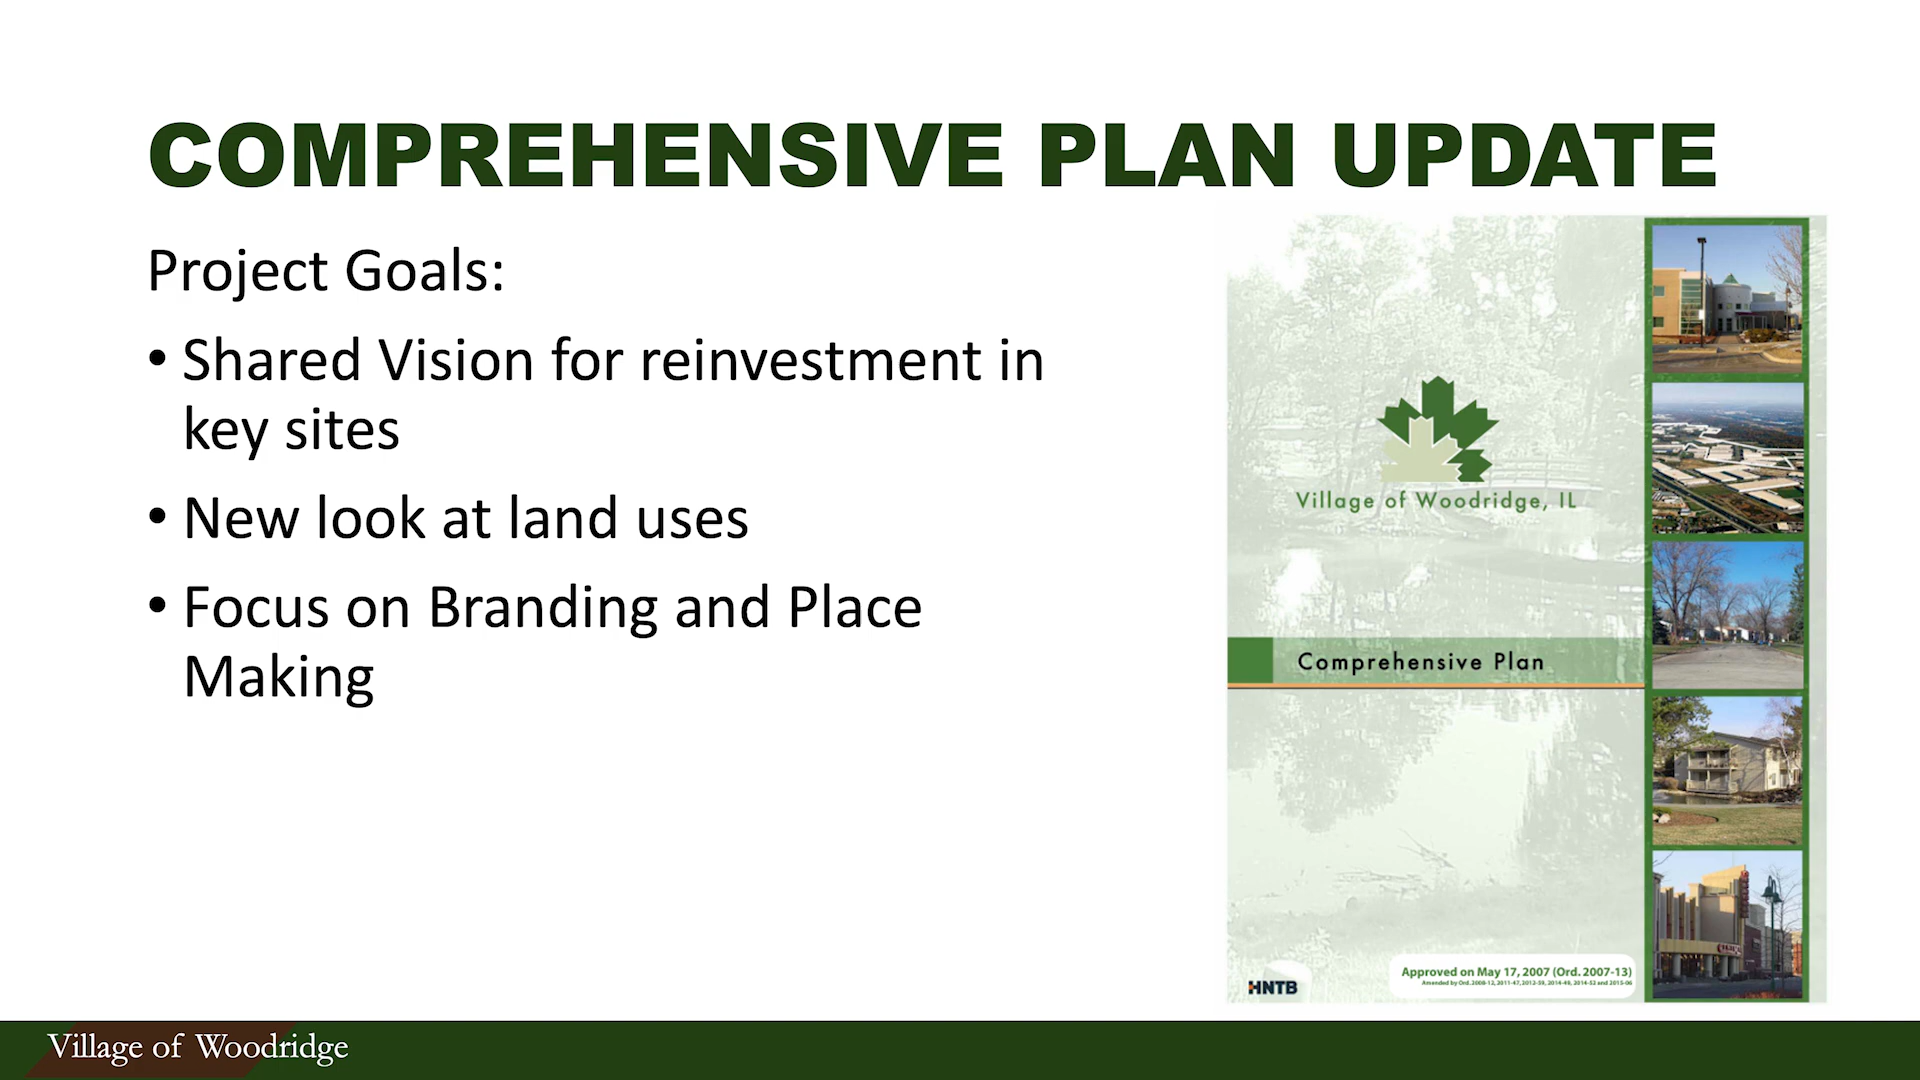 COMPREHENSIVE PLAN UPDATE
Project Goals:
• Shared Vision for reinvestment in
key sites
• New look at land uses
• Focus on Branding and Place
Making
Village of Woodridge, IL
Comprehensive Plan
HNTB
Approved on May 17, 2007 (Ord. 2007-13)
Village of Woodridge